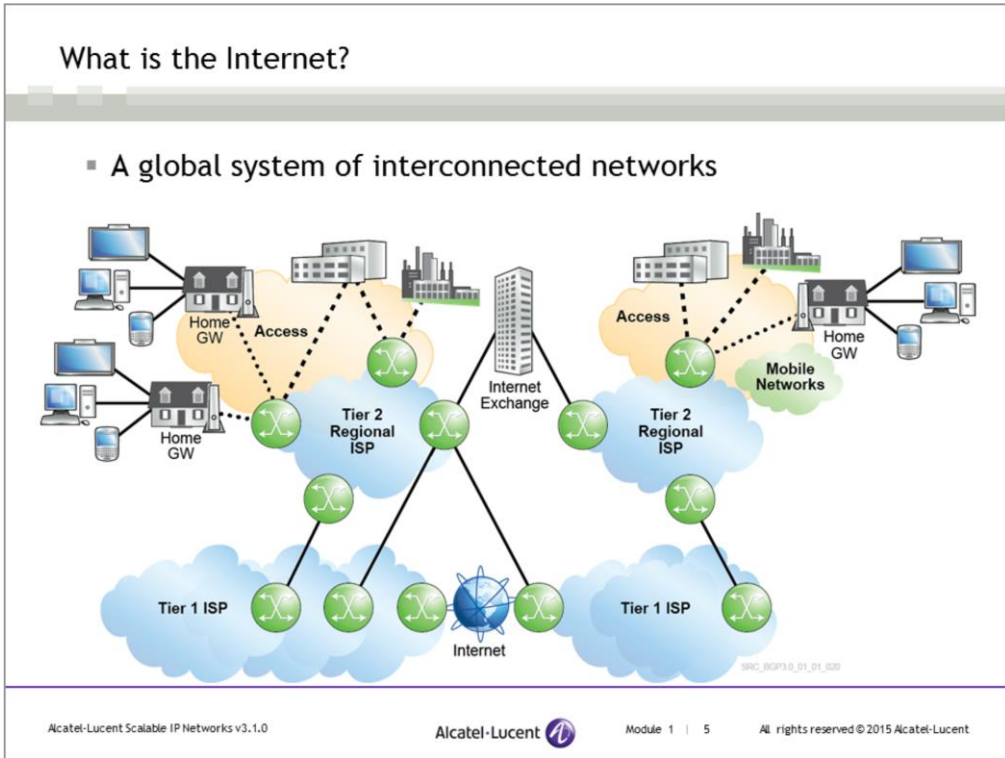 What is the Internet?
▪ A global system of interconnected networks
Home
GW
Access
Home
GW
Tier 2
Regional
ISP
Internet
Exchange
Access
Home
GW
Mobile
Networks
Tier 2
Regional
ISP
Tier 1 ISP
Internet
Tier 1 ISP
SRC_BGP3.0_01_01_020
Alcatel-Lucent Scalable IP Networks v3.1.0
Alcatel·Lucent
Module 1 | 5
All rights reserved © 2015 Alcatel-Lucent